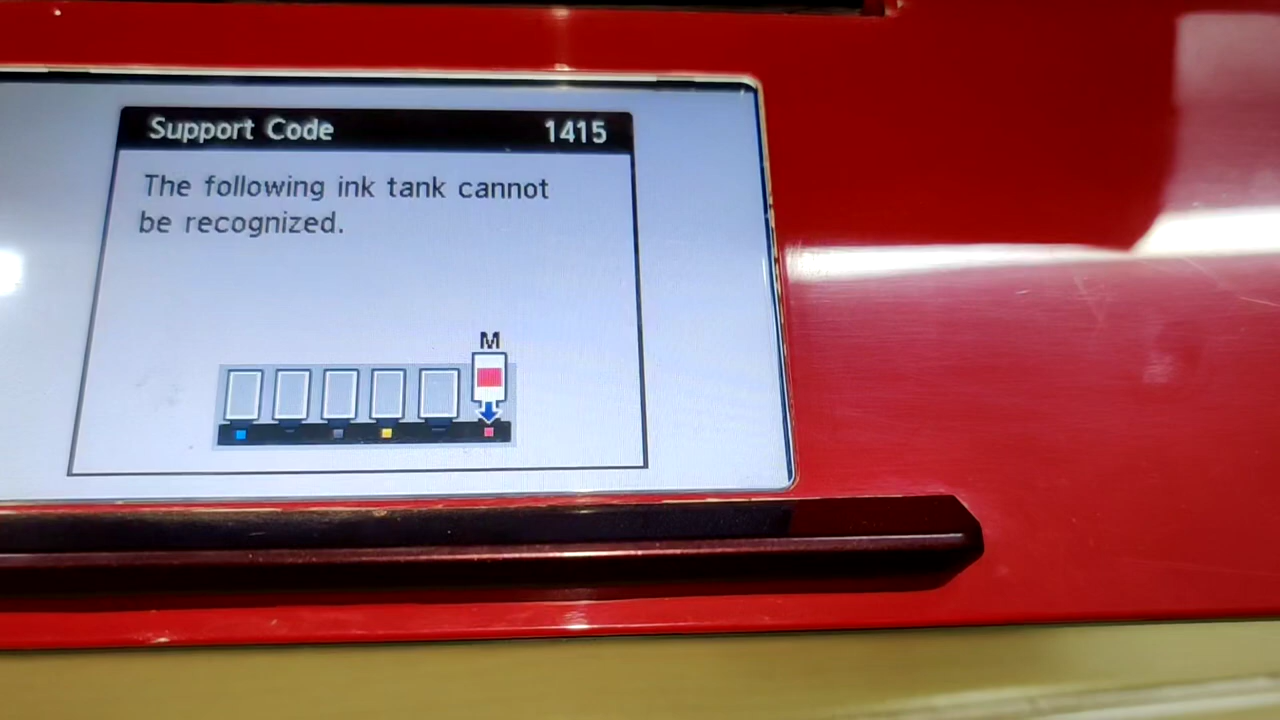 Support Code 1415
The following ink tank cannot
be recognized.
M